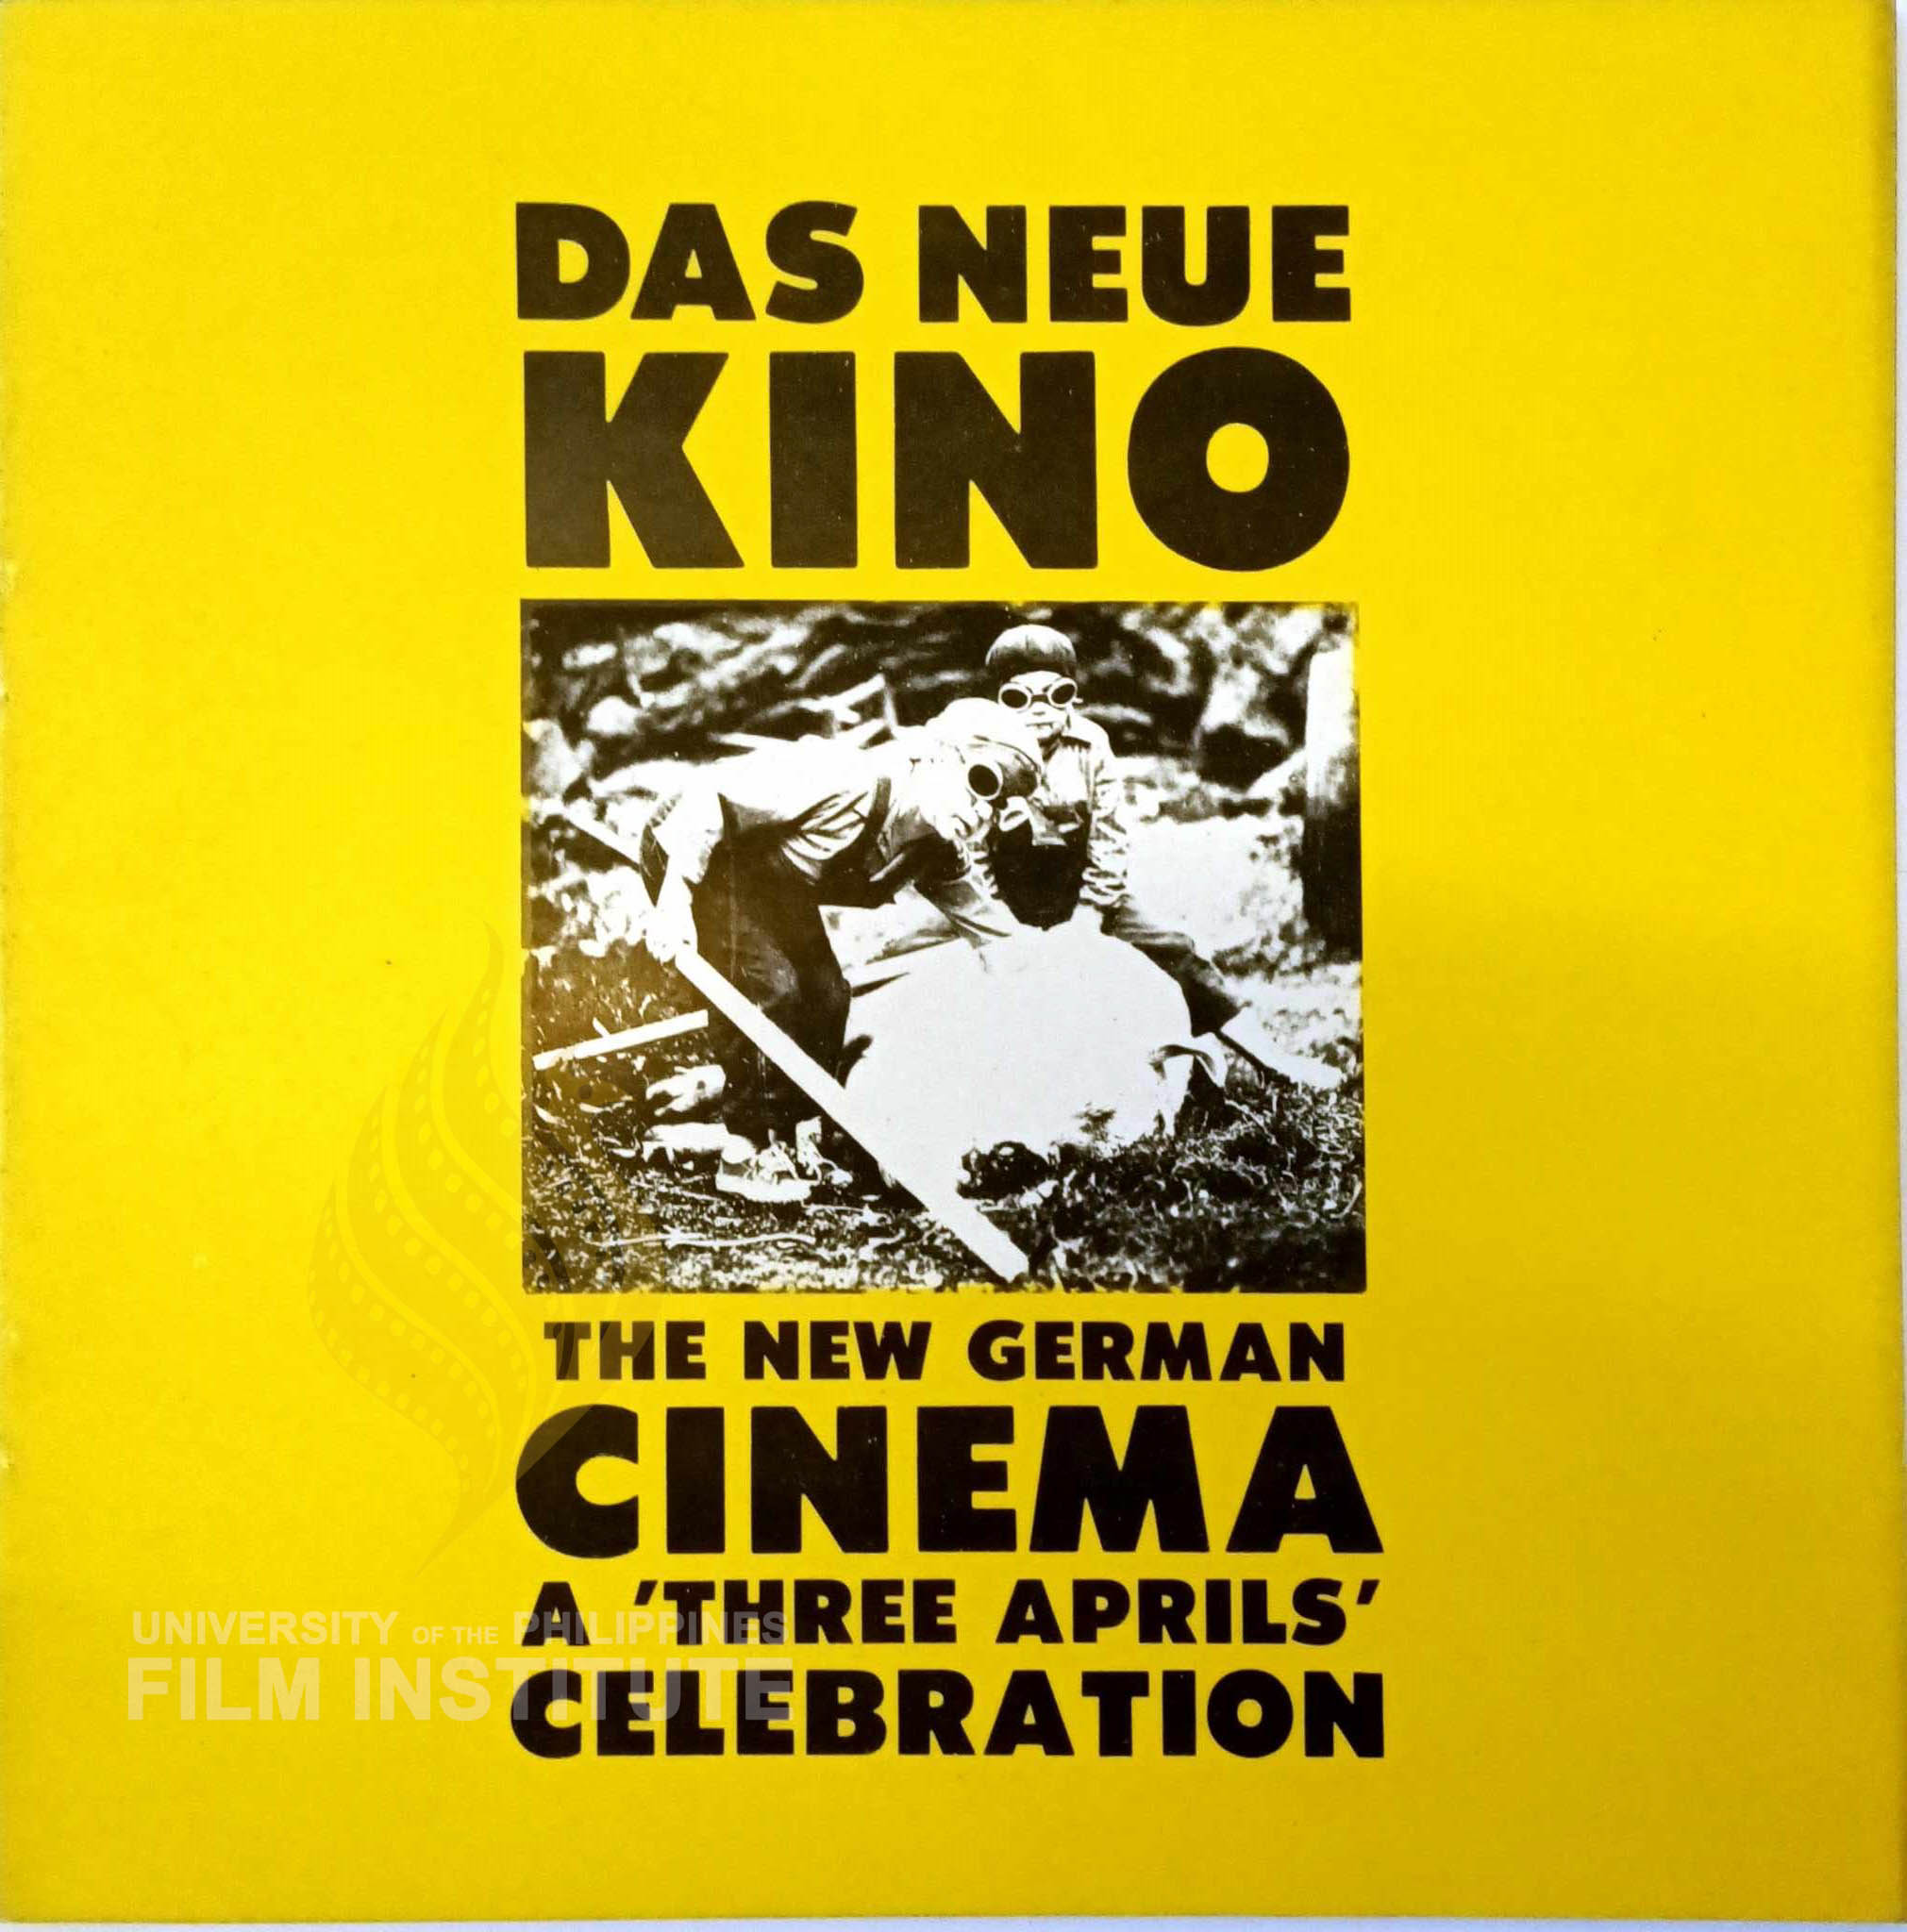 DAS NEUE
KINO
THE NEW GERMAN
CINEMA
A 'THREE APRILS'
CELEBRATION
UNIVERSITY OF THE PHILIPPINES
FILM INSTITUTE